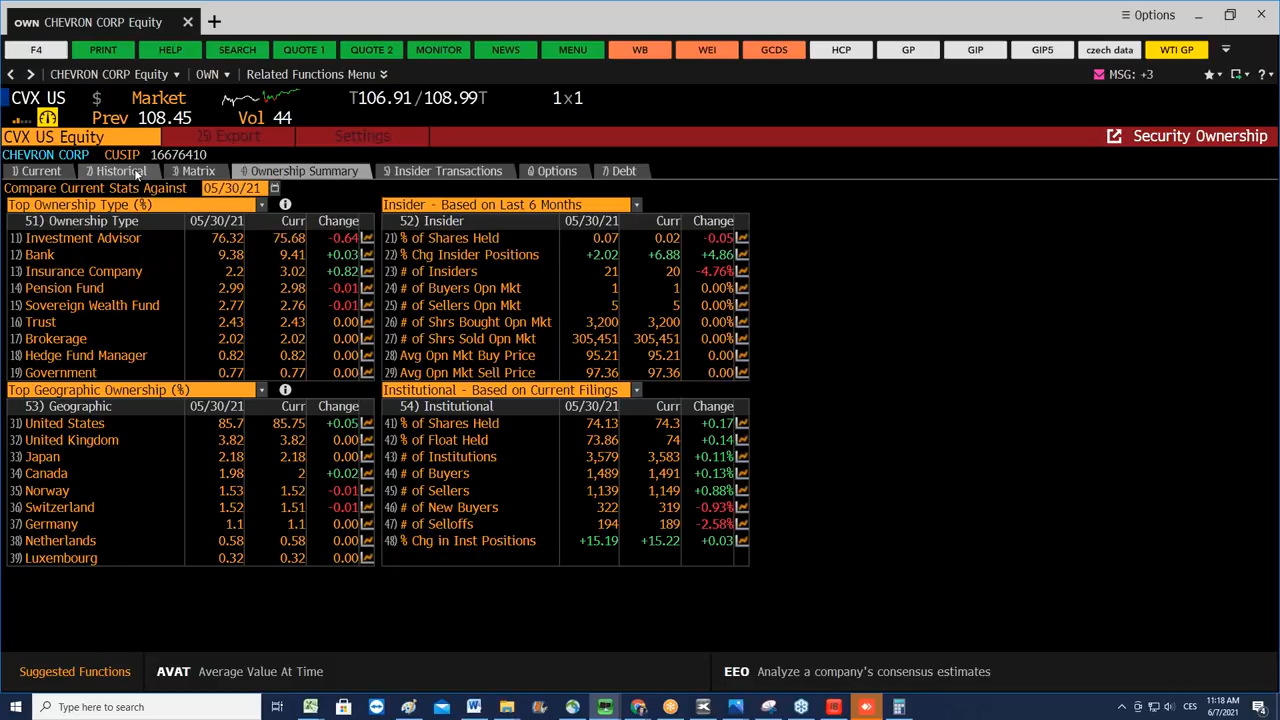 OWN CHEVRON CORP Equity
Options
F4 PRINT HELP SEARCH QUOTE 1 QUOTE 2 MONITOR NEWS MENU WB WEI GCDS HCP GP GIP GIP5 czech data WTI GP
CHEVRON CORP Equity OWN Related Functions Menu MSG: +3
CVX US $ Market T106.91/108.99T 1x1
Prev 108.45 Vol 44
CVX US Equity 25) Export Settings Security Ownership
CHEVRON CORP CUSIP 16676410
1) Current 2) Historical 3) Matrix 4) Ownership Summary 5) Insider Transactions 6) Options 7) Debt
Compare Current Stats Against 05/30/21
Top Ownership Type (%)
51) Ownership Type 05/30/21 Curr Change
11) Investment Advisor 76.32 75.68 -0.64
12) Bank 9.38 9.41 +0.03
13) Insurance Company 2.2 3.02 +0.82
14) Pension Fund 2.99 2.98 -0.01
15) Sovereign Wealth Fund 2.77 2.76 -0.01
16) Trust 2.43 2.43 0.00
17) Brokerage 2.02 2.02 0.00
18) Hedge Fund Manager 0.82 0.82 0.00
19) Government 0.77 0.77 0.00
Insider - Based on Last 6 Months
52) Insider 05/30/21 Curr Change
21) % of Shares Held 0.07 0.02 -0.05
22) % Chg Insider Positions +2.02 +6.88 +4.86
23) # of Insiders 21 20 -4.76%
24) # of Buyers Opn Mkt 1 1 0.00%
25) # of Sellers Opn Mkt 5 5 0.00%
26) # of Shrs Bought Opn Mkt 3,200 3,200 0.00%
27) # of Shrs Sold Opn Mkt 305,451 305,451 0.00%
28) Avg Opn Mkt Buy Price 95.21 95.21 0.00
29) Avg Opn Mkt Sell Price 97.36 97.36 0.00
Top Geographic Ownership (%)
53) Geographic 05/30/21 Curr Change
31) United States 85.7 85.75 +0.05
32) United Kingdom 3.82 3.82 0.00
33) Japan 2.18 2.18 0.00
34) Canada 1.98 2 +0.02
35) Norway 1.53 1.52 -0.01
36) Switzerland 1.52 1.51 -0.01
37) Germany 1.1 1.1 0.00
38) Netherlands 0.58 0.58 0.00
39) Luxembourg 0.32 0.32 0.00
Institutional - Based on Current Filings
54) Institutional 05/30/21 Curr Change
41) % of Shares Held 74.13 74.3 +0.17
42) % of Float Held 73.86 74 +0.14
43) # of Institutions 3,579 3,583 +0.11%
44) # of Buyers 1,489 1,491 +0.13%
45) # of Sellers 1,139 1,149 +0.88%
46) # of New Buyers 322 319 -0.93%
47) # of Selloffs 194 189 -2.58%
48) % Chg in Inst Positions +15.19 +15.22 +0.03
Suggested Functions AVAT Average Value At Time EEO Analyze a company's consensus estimates
Type here to search
CES
11:18 AM
6/7/2021